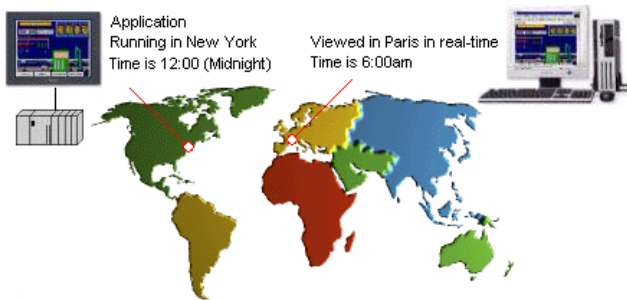 Application
Running in New York
Time is 12:00 (Midnight)
Viewed in Paris in real-time
Time is 6:00am